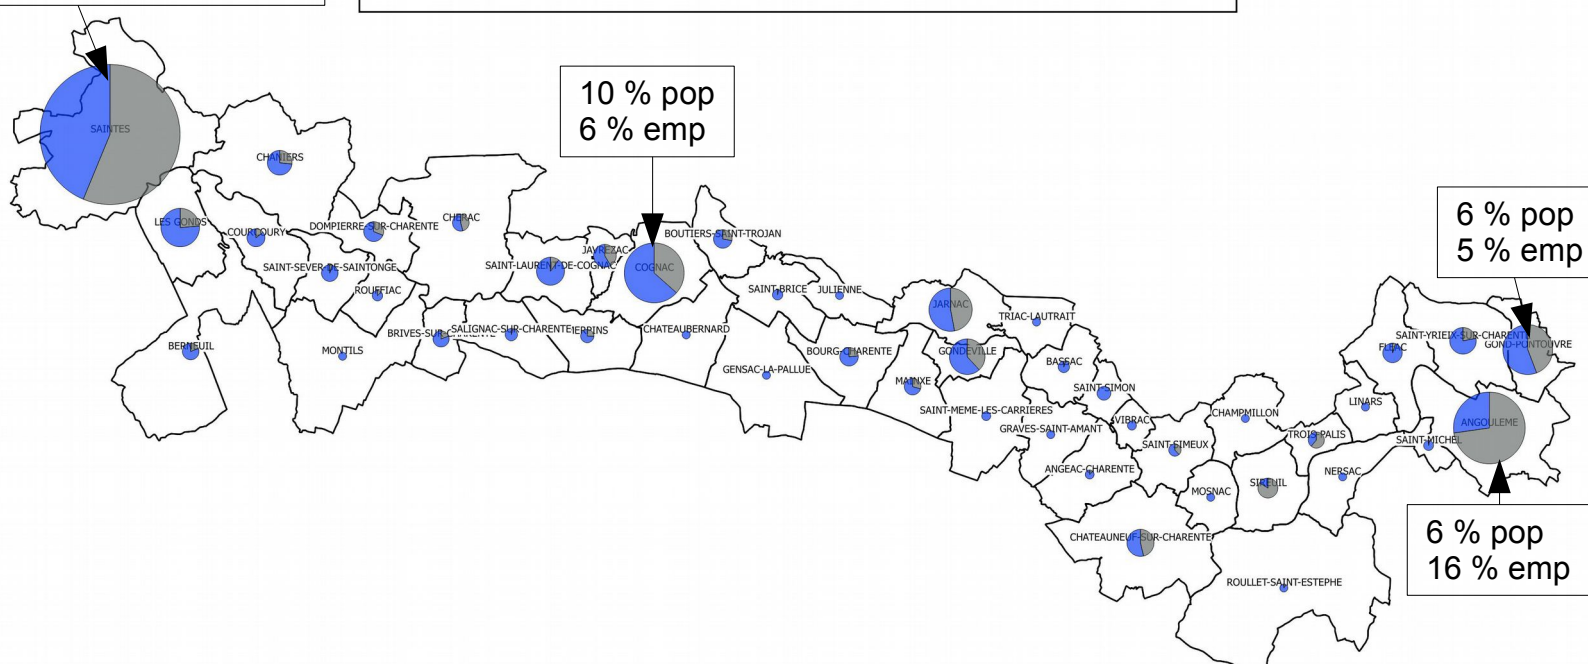 10 % pop
6 % emp
6 % pop
5 % emp
6 % pop
16 % emp
SAINTES
CHANIERS
LES GONDS
COURCOURY
DOMPIERRE-SUR-CHARENTE
CHERAC
SAINT-SEVER-DE-SAINTONGE
ROUFFIAC
BERNEUIL
MONTILS
SAINT-LAURENT-DE-COGNAC
JAVREZAC
COGNAC
BOUTIERS-SAINT-TROJAN
BRIVES-SUR-CHARENTE
SALIGNAC-SUR-CHARENTE
CHATEAUBERNARD
SAINT-BRICE
JULIENNE
JARNAC
TRIAC-LAUTRAIT
BOURG-CHARENTE
GENSAC-LA-PALLUE
GONDEVILLE
MAINXE
BASSAC
SAINT-SIMON
SAINT-MEME-LES-CARRIERES
GRAVES-SAINT-AMANT
VIBRAC
ANGEAC-CHARENTE
SAINT-SIMEUX
CHAMPMILLON
MOSNAC
SIREUIL
TROIS-PALIS
LINARS
FLEAC
SAINT-YRIEIX-SUR-CHARENTE
GOND-PONTOUVRE
ANGOULEME
SAINT-MICHEL
NERSAC
CHATEAUNEUF-SUR-CHARENTE
ROULLET-SAINT-ESTEPHE